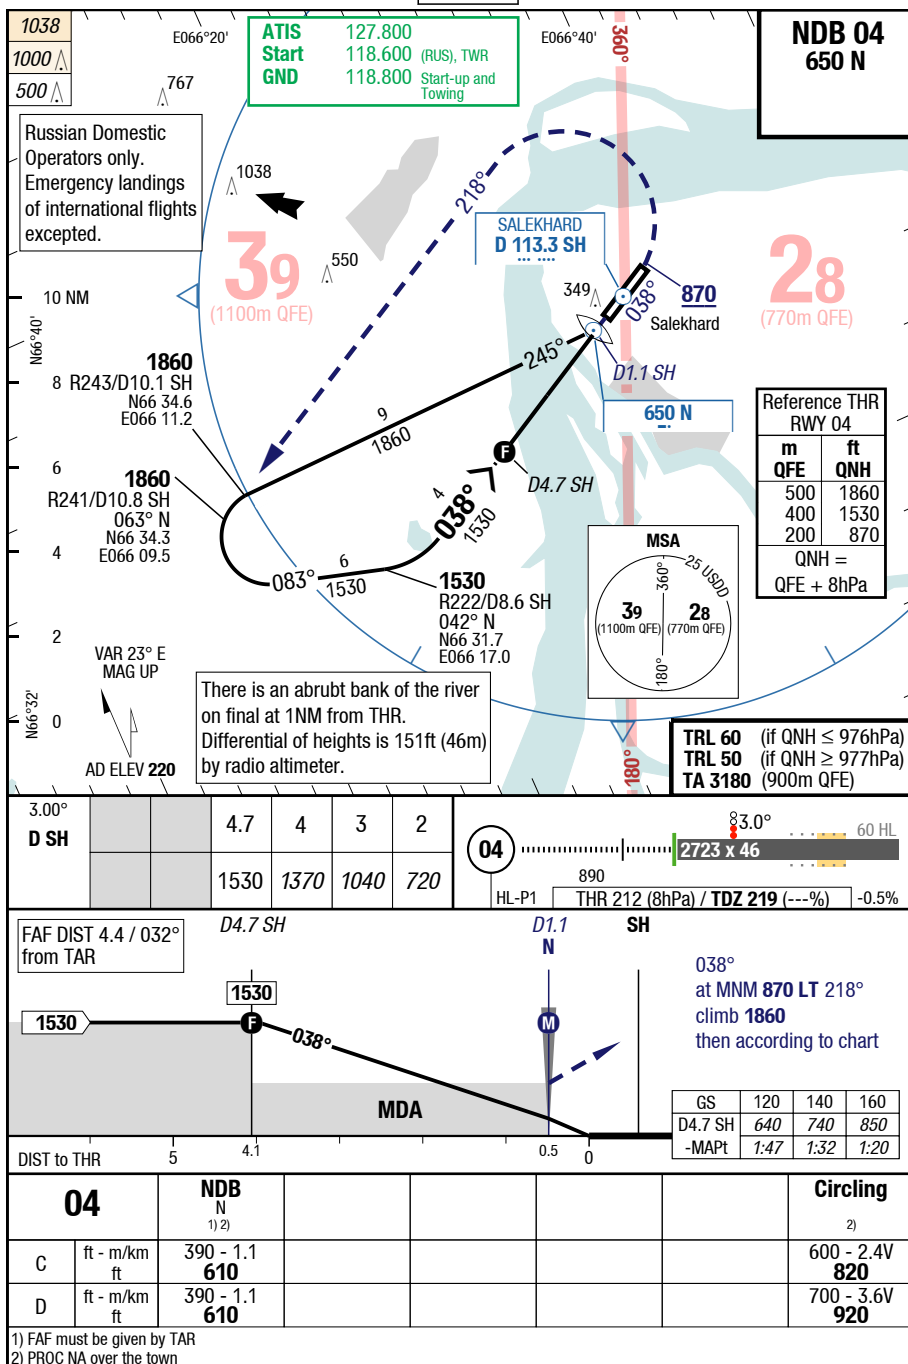 1038
1000
500
E066°20'
ATIS 127.800
Start 118.600 (RUS), TWR
GND 118.800 Start-up and
Towing
E066°40'
360°
NDB 04
650 N
767
Russian Domestic
Operators only.
Emergency landings
of international flights
excepted.
1038
218°
SALEKHARD
D 113.3 SH
39
(1100m QFE)
550
28
(770m QFE)
349
870
038°
Salekhard
10 NM
N66°40'
245°
D1.1 SH
1860
R243/D10.1 SH
N66 34.6
E066 11.2
8
9
1860
650 N
Reference THR
RWY 04
m ft
QFE QNH
500 1860
400 1530
200 870
QNH =
QFE + 8hPa
6
1860
R241/D10.8 SH
063° N
N66 34.3
E066 09.5
F
D4.7 SH
4
038°
1530
4
MSA
25 USDD
360°
39
(1100m QFE)
28
(770m QFE)
180°
083°
6
1530
1530
R222/D8.6 SH
042° N
N66 31.7
E066 17.0
2
VAR 23° E
MAG UP
There is an abrubt bank of the river
on final at 1NM from THR.
Differential of heights is 151ft (46m)
by radio altimeter.
N66°32'
0
AD ELEV 220
180°
TRL 60 (if QNH ≤ 976hPa)
TRL 50 (if QNH ≥ 977hPa)
TA 3180 (900m QFE)
3.00°
D SH
4.7 4 3 2
1530 1370 1040 720
04
3.0°
60 HL
2723 x 46
890
HL-P1
THR 212 (8hPa) / TDZ 219 (---%)
-0.5%
FAF DIST 4.4 / 032°
from TAR
D4.7 SH
D1.1
N
SH
1530
1530
F
038°
M
038°
at MNM 870 LT 218°
climb 1860
then according to chart
MDA
GS 120 140 160
D4.7 SH 640 740 850
-MAPt 1:47 1:32 1:20
DIST to THR 5 4.1 0.5 0
04
NDB
N
1) 2)
Circling
2)
C ft - m/km 390 - 1.1 600 - 2.4V
ft 610 820
D ft - m/km 390 - 1.1 700 - 3.6V
ft 610 920
1) FAF must be given by TAR
2) PROC NA over the town